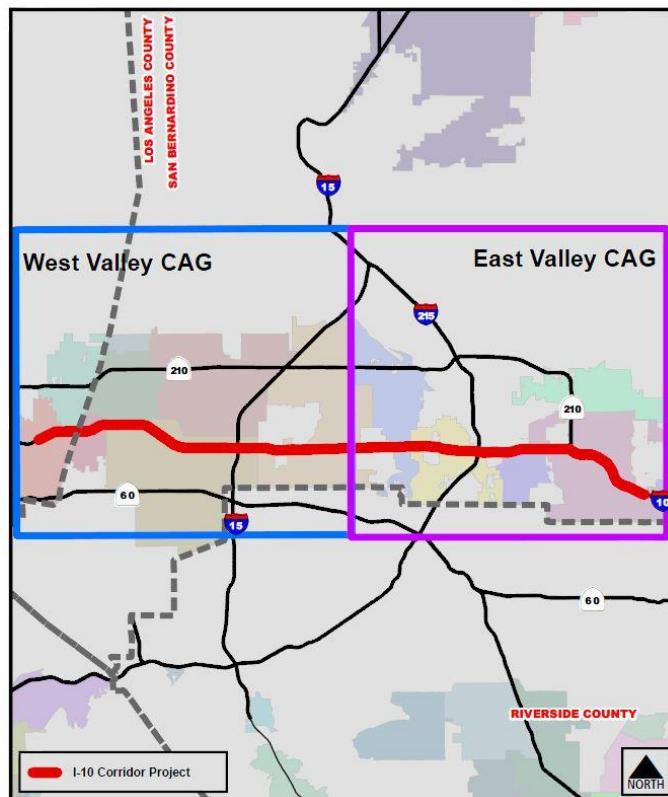 LOS ANGELES COUNTY
SAN BERNARDINO COUNTY
15
West Valley CAG
East Valley CAG
215
210
210
60
10
15
60
RIVERSIDE COUNTY
I-10 Corridor Project
NORTH